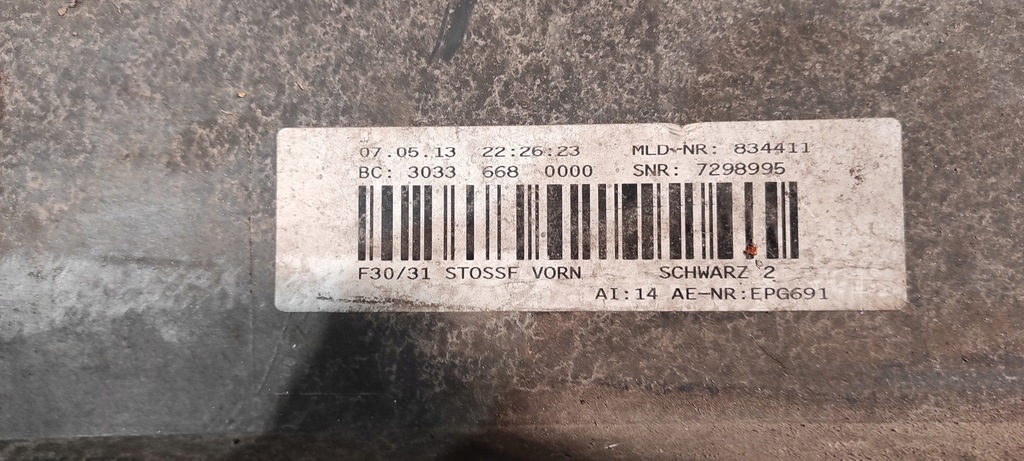 07.05.13 22:26:23 MLD-NR: 834411
BC: 3033 668 0000 SNR: 7298995
F30/31 STOSSF VORN SCHWARZ 2
AI:14 AE-NR:EPG691